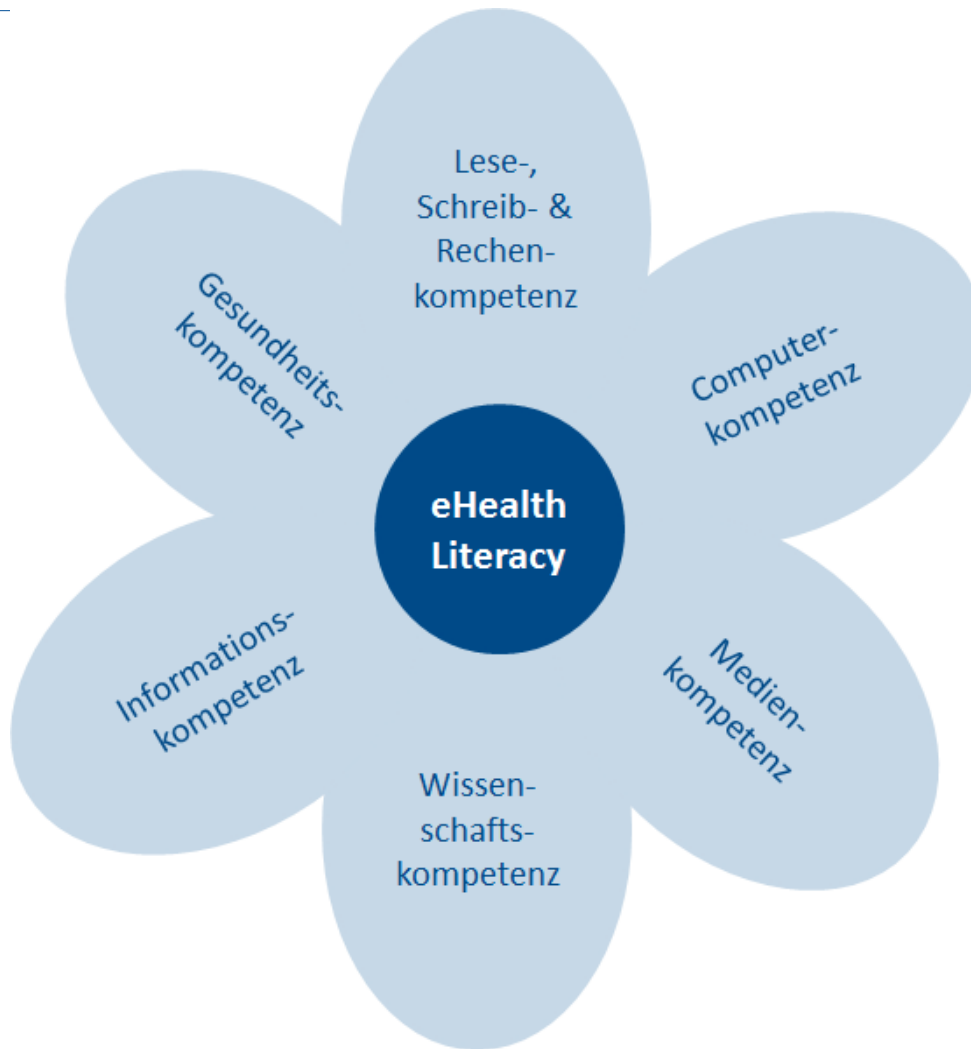 Lese-,
Schreib- &
Rechen-
kompetenz
Computer-
kompetenz
Medien-
kompetenz
Wissen-
schafts-
kompetenz
Informations-
kompetenz
Gesundheits-
kompetenz
eHealth
Literacy